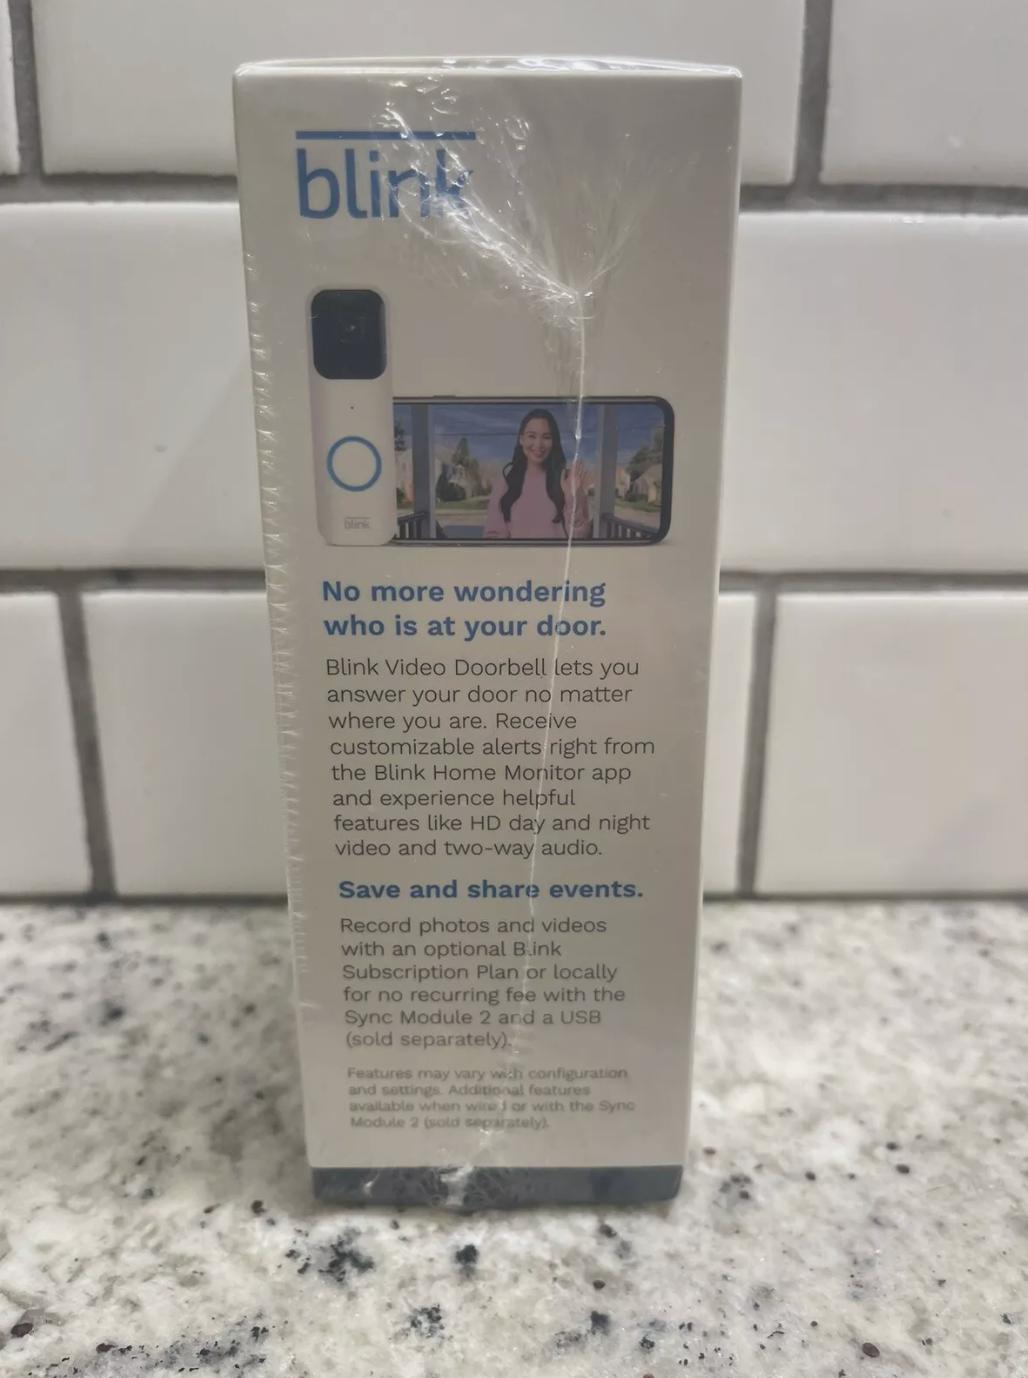 blink
blink
No more wondering
who is at your door.
Blink Video Doorbell lets you
answer your door no matter
where you are. Receive
customizable alerts right from
the Blink Home Monitor app
and experience helpful
features like HD day and night
video and two-way audio.
Save and share events.
Record photos and videos
with an optional Blink
Subscription Plan or locally
for no recurring fee with the
Sync Module 2 and a USB
(sold separately).
Features may vary with configuration
and settings. Additional features
available when wired or with the Sync
Module 2 (sold separately).